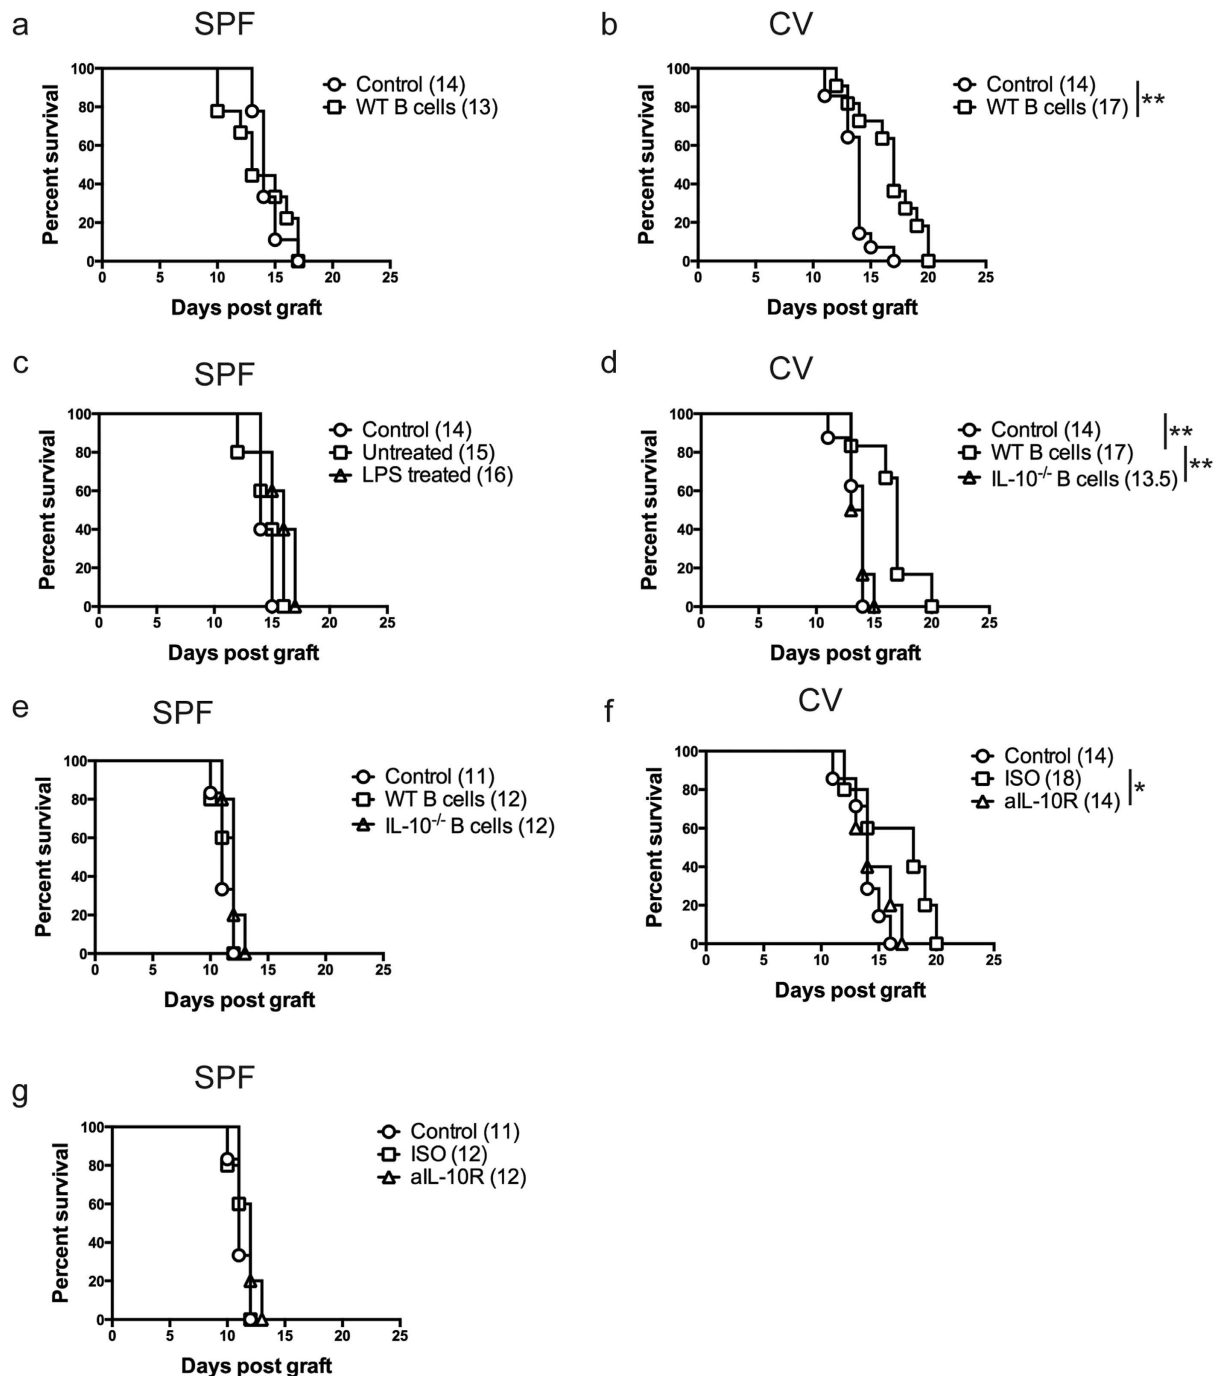 a
SPF
Percent survival
100
80
60
40
20
0
0 5 10 15 20 25
Days post graft
Control (14)
WT B cells (13)
b
CV
Percent survival
100
80
60
40
20
0
0 5 10 15 20 25
Days post graft
Control (14)
WT B cells (17)
**
c
SPF
Percent survival
100
80
60
40
20
0
0 5 10 15 20 25
Days post graft
Control (14)
Untreated (15)
LPS treated (16)
d
CV
Percent survival
100
80
60
40
20
0
0 5 10 15 20 25
Days post graft
Control (14)
WT B cells (17)
IL-10-/- B cells (13.5)
**
**
e
SPF
Percent survival
100
80
60
40
20
0
0 5 10 15 20 25
Days post graft
Control (11)
WT B cells (12)
IL-10-/- B cells (12)
f
CV
Percent survival
100
80
60
40
20
0
0 5 10 15 20 25
Days post graft
Control (14)
ISO (18)
aIL-10R (14)
*
g
SPF
Percent survival
100
80
60
40
20
0
0 5 10 15 20 25
Days post graft
Control (11)
ISO (12)
aIL-10R (12)